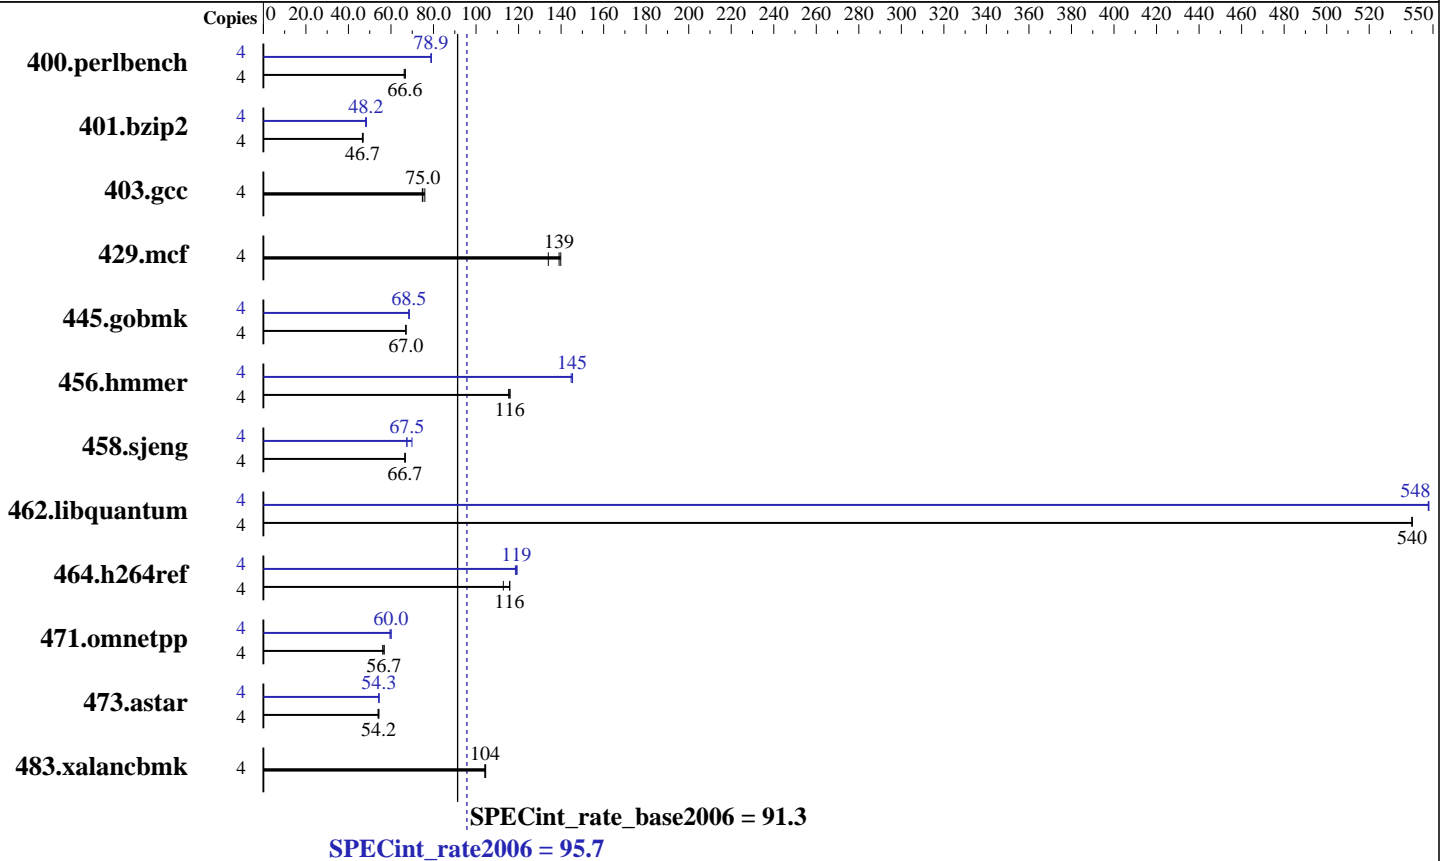 Copies 0 20.0 40.0 60.0 80.0 100 120 140 160 180 200 220 240 260 280 300 320 340 360 380 400 420 440 460 480 500 520 550
400.perlbench 4 78.9
4 66.6
401.bzip2 4 48.2
4 46.7
403.gcc 4 75.0
429.mcf 4 139
445.gobmk 4 68.5
4 67.0
456.hmmer 4 145
4 116
458.sjeng 4 67.5
4 66.7
462.libquantum 4 548
4 540
464.h264ref 4 119
4 116
471.omnetpp 4 60.0
4 56.7
473.astar 4 54.3
4 54.2
483.xalancbmk 4 104
SPECint_rate_base2006 = 91.3
SPECint_rate2006 = 95.7